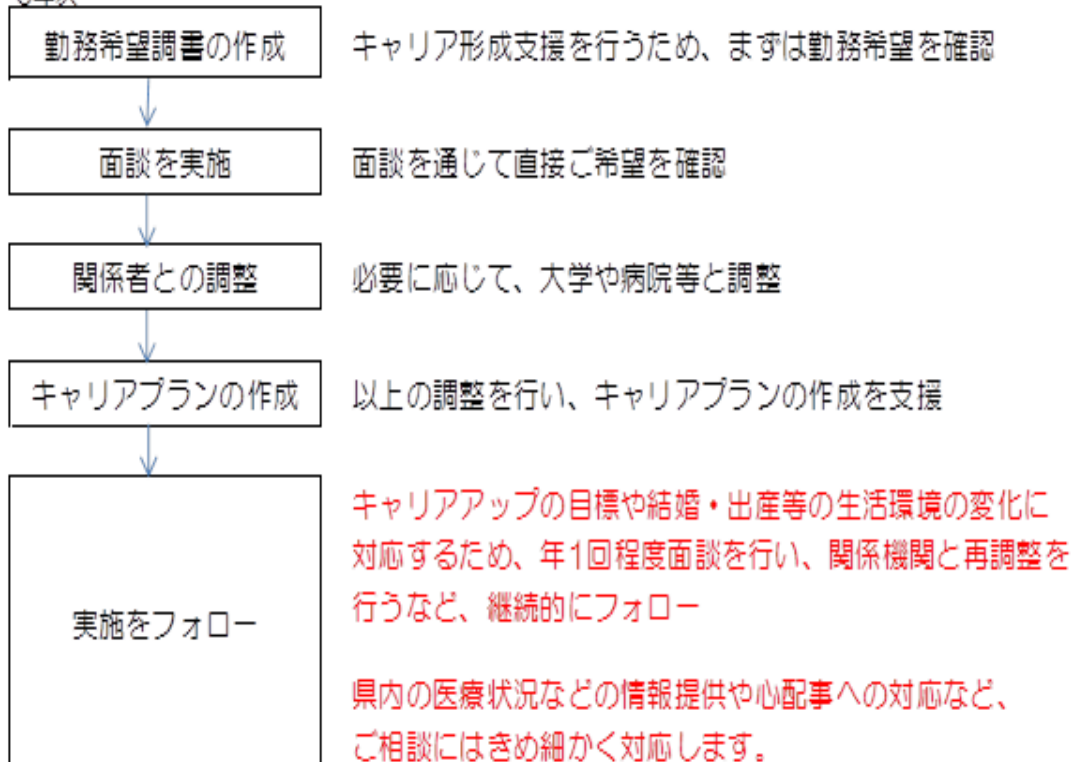 勤務希望調書の作成
キャリア形成支援を行うため、まずは勤務希望を確認
面談を実施
面談を通じて直接ご希望を確認
関係者との調整
必要に応じて、大学や病院等と調整
キャリアプランの作成
以上の調整を行い、キャリアプランの作成を支援
実施をフォロー
キャリアアップの目標や結婚・出産等の生活環境の変化に
対応するため、年1回程度面談を行い、関係機関と再調整を
行うなど、継続的にフォロー
県内の医療状況などの情報提供や心配事への対応など、
ご相談にはきめ細かく対応します。